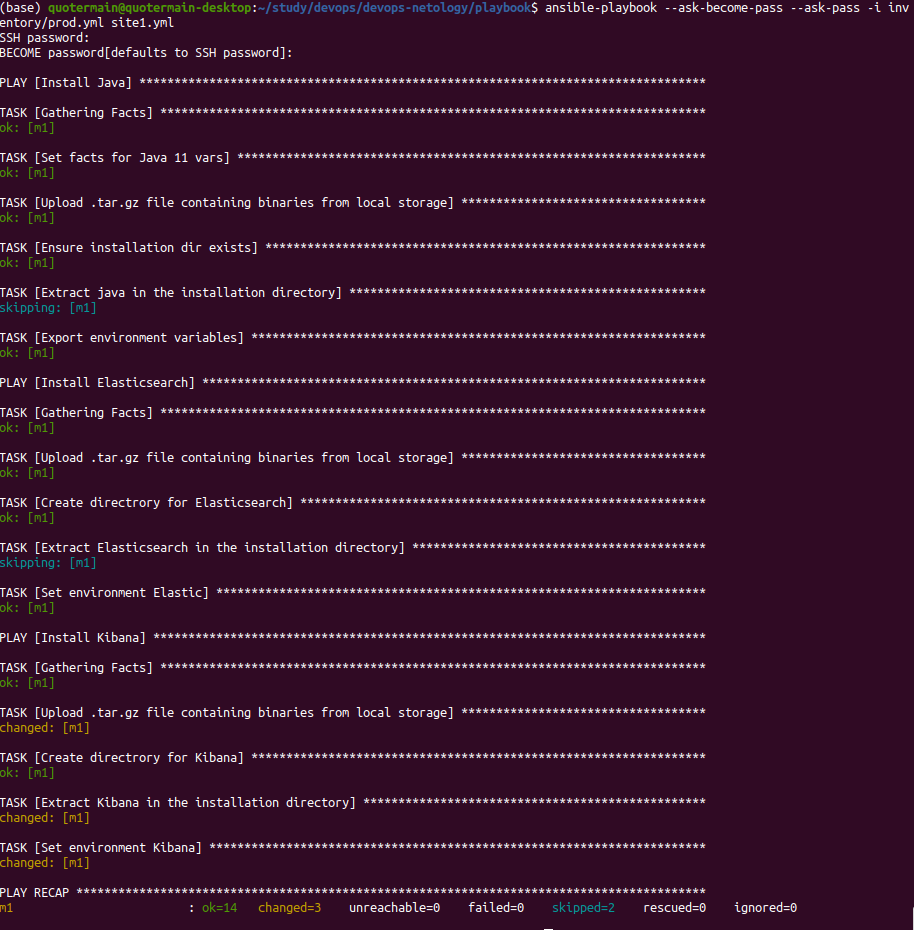 (base) quotermain@quotermain-desktop:~/study/devops/devops-netology/playbook$ ansible-playbook --ask-become-pass --ask-pass -i inv
entory/prod.yml site1.yml
SSH password:
BECOME password[defaults to SSH password]:
PLAY [Install Java] *********************************************************************************
TASK [Gathering Facts] ******************************************************************************
ok: [m1]
TASK [Set facts for Java 11 vars] *******************************************************************
ok: [m1]
TASK [Upload .tar.gz file containing binaries from local storage] ***********************************
ok: [m1]
TASK [Ensure installation dir exists] ***************************************************************
ok: [m1]
TASK [Extract java in the installation directory] ***************************************************
skipping: [m1]
TASK [Export environment variables] *****************************************************************
ok: [m1]
PLAY [Install Elasticsearch] ************************************************************************
TASK [Gathering Facts] ******************************************************************************
ok: [m1]
TASK [Upload .tar.gz file containing binaries from local storage] ***********************************
ok: [m1]
TASK [Create directrory for Elasticsearch] **********************************************************
ok: [m1]
TASK [Extract Elasticsearch in the installation directory] ******************************************
skipping: [m1]
TASK [Set environment Elastic] **********************************************************************
ok: [m1]
PLAY [Install Kibana] *******************************************************************************
TASK [Gathering Facts] ******************************************************************************
ok: [m1]
TASK [Upload .tar.gz file containing binaries from local storage] ***********************************
changed: [m1]
TASK [Create directrory for Kibana] *****************************************************************
ok: [m1]
TASK [Extract Kibana in the installation directory] *************************************************
changed: [m1]
TASK [Set environment Kibana] ***********************************************************************
changed: [m1]
PLAY RECAP ******************************************************************************************
m1                         : ok=14   changed=3    unreachable=0    failed=0    skipped=2    rescued=0    ignored=0